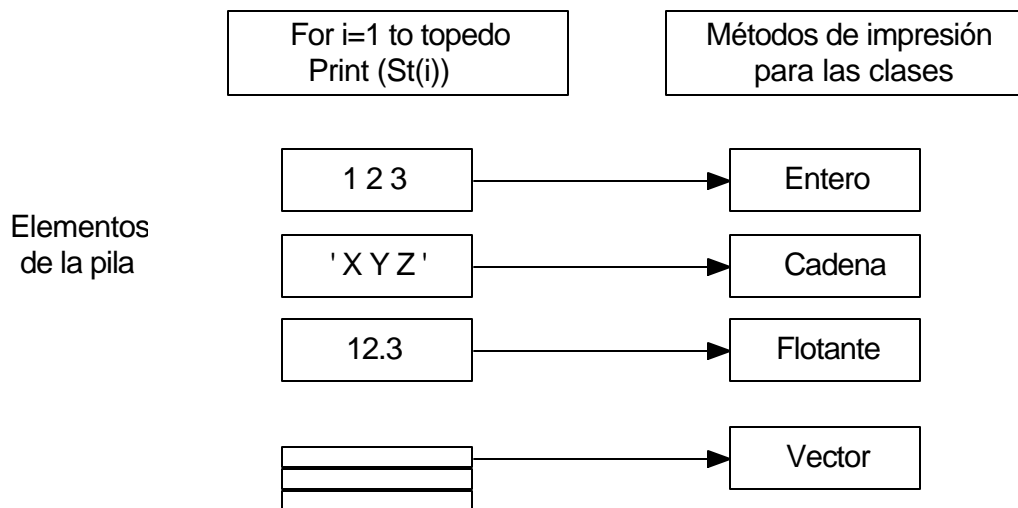 For i=1 to topedo
Print (St(i))
Métodos de impresión
para las clases
Elementos
de la pila
1 2 3
Entero
' X Y Z '
Cadena
12.3
Flotante
Vector